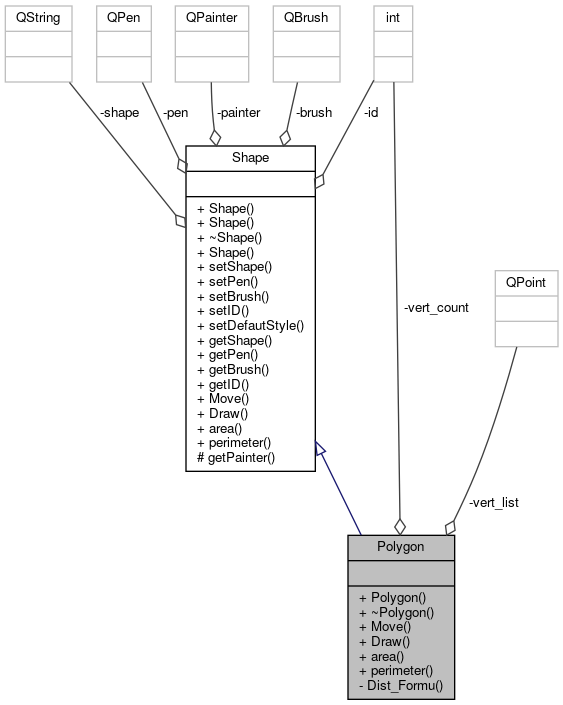 QString
QPen
QPainter
QBrush
int
-shape
-pen
-painter
-brush
-id
Shape
+ Shape()
+ Shape()
+ ~Shape()
+ Shape()
+ setShape()
+ setPen()
+ setBrush()
+ setID()
+ setDefautStyle()
+ getShape()
+ getPen()
+ getBrush()
+ getID()
+ Move()
+ Draw()
+ area()
+ perimeter()
# getPainter()
QPoint
-vert_count
-vert_list
Polygon
+ Polygon()
+ ~Polygon()
+ Move()
+ Draw()
+ area()
+ perimeter()
- Dist_Formu()